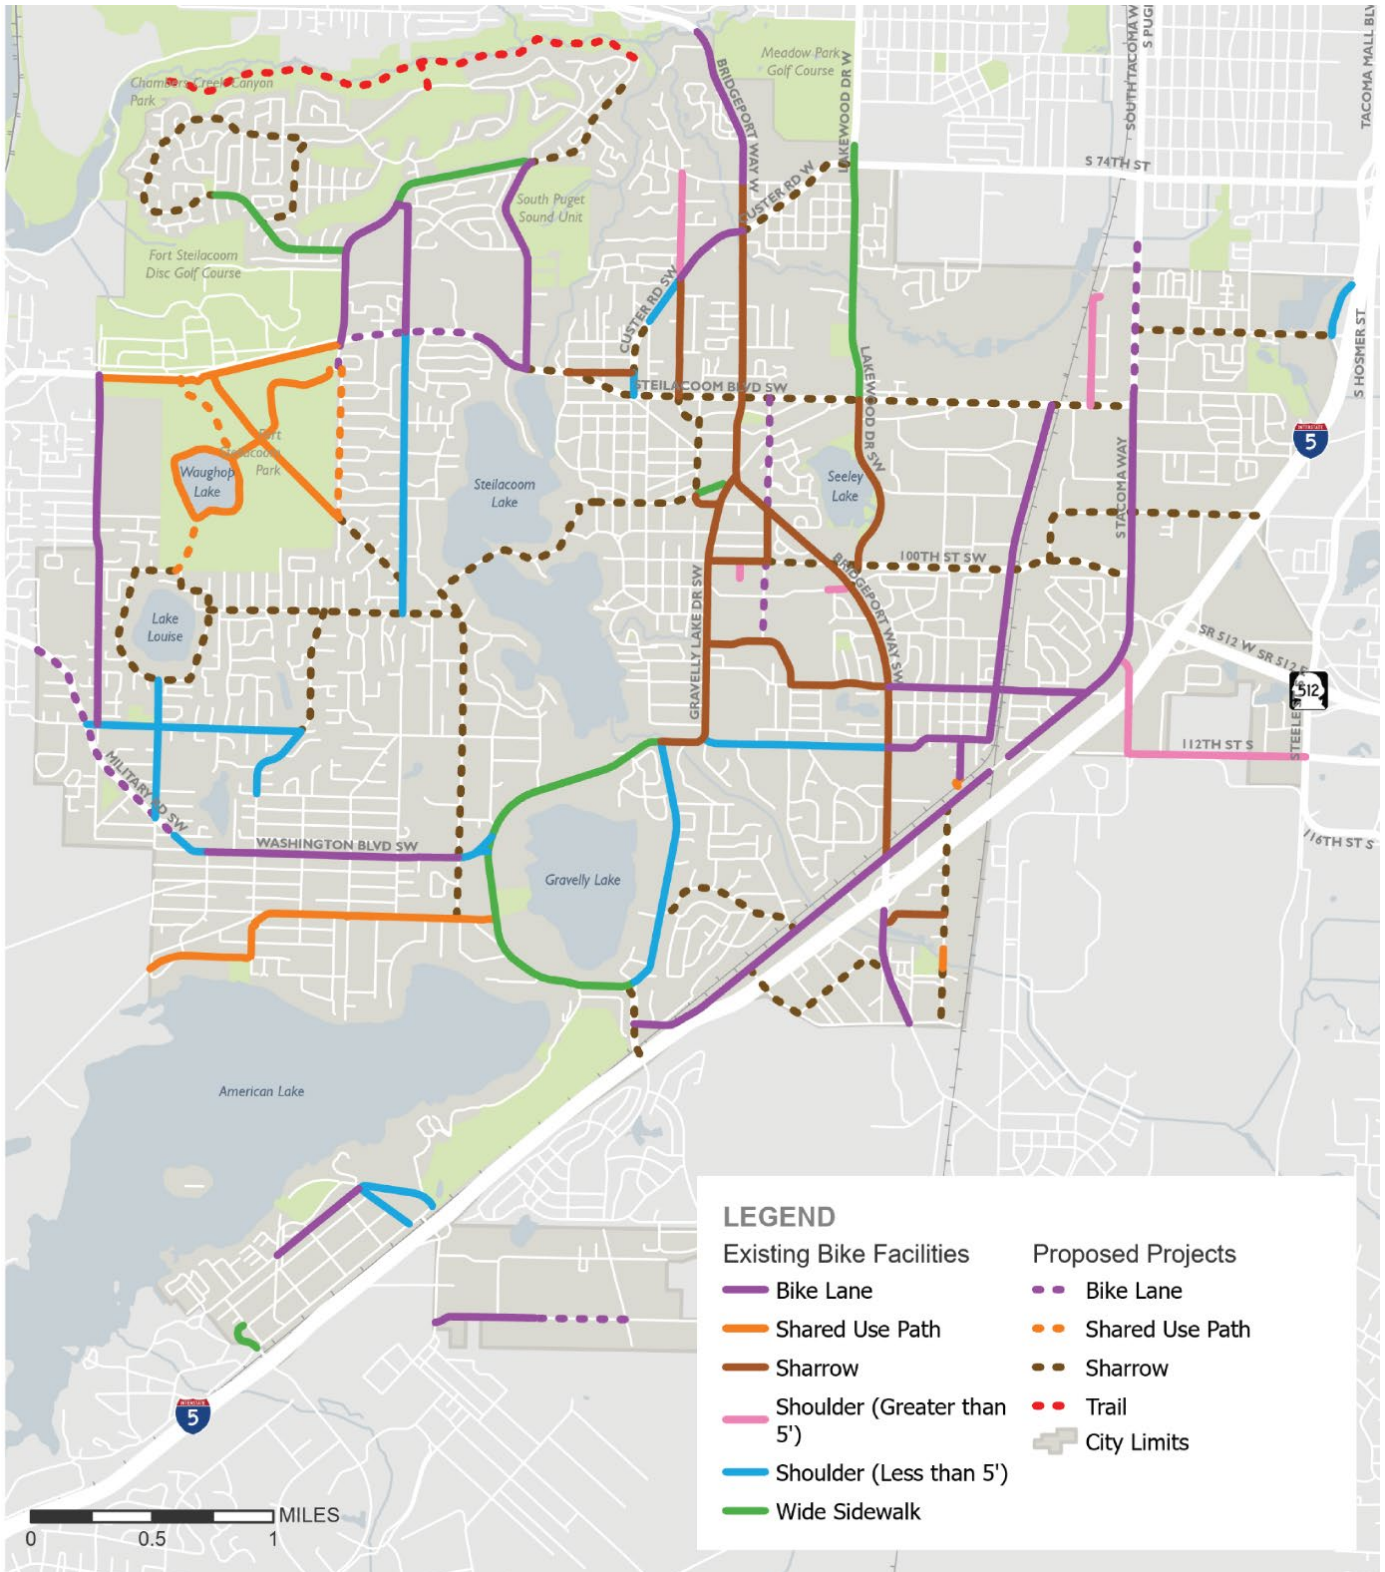 SOUTH TACOMA W
S PUG
TACOMA MALL BLV
Meadow Park
Golf Course
LAKEWOOD DR W
BRIDGEPORT WAY W
Chambers Creek Canyon
Park
S 74TH ST
CUSTER RD W
South Puget
Sound Unit
Fort Steilacoom
Disc Golf Course
CUSTER RD SW
S HOSMER ST
STEILACOOM BLVD SW
LAKEWOOD DR SW
INTERSTATE
5
Fort
Steilacoom
Park
Waughop
Lake
Steilacoom
Lake
Seeley
Lake
S TACOMA WAY
100TH ST SW
BRIDGEPORT WAY SW
GRAVELLY LAKE DR SW
Lake
Louise
SR 512 W SR 512 E
512
STEELE
112TH ST S
MILITARY RD SW
WASHINGTON BLVD SW
116TH ST S
Gravelly Lake
American Lake
LEGEND
Existing Bike Facilities
Bike Lane
Shared Use Path
Sharrow
Shoulder (Greater than
5')
Shoulder (Less than 5')
Wide Sidewalk
Proposed Projects
Bike Lane
Shared Use Path
Sharrow
Trail
City Limits
INTERSTATE
5
MILES
0 0.5 1